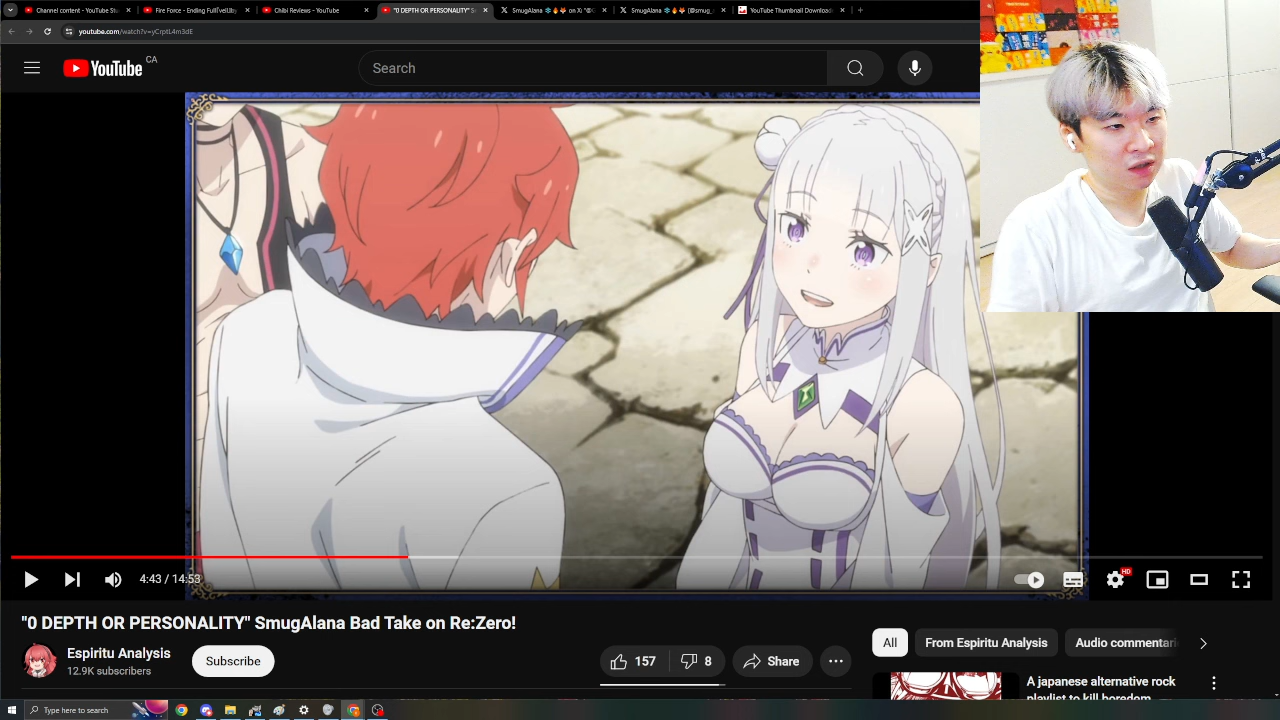 Channel content - YouTube Stu
Fire Force - Ending Full
Chibi Reviews - YouTube
"0 DEPTH OR PERSONALITY" S
SmugAlana
SmugAlana
YouTube Thumbnail Download
youtube.com/watch?v=yCrptL4m3dE
YouTube
CA
Search
4:43 / 14:53
HD
"0 DEPTH OR PERSONALITY" SmugAlana Bad Take on Re:Zero!
Espiritu Analysis
12.9K subscribers
Subscribe
157
8
Share
All
From Espiritu Analysis
Audio commentari
A japanese alternative rock
playlist to kill boredom
Type here to search